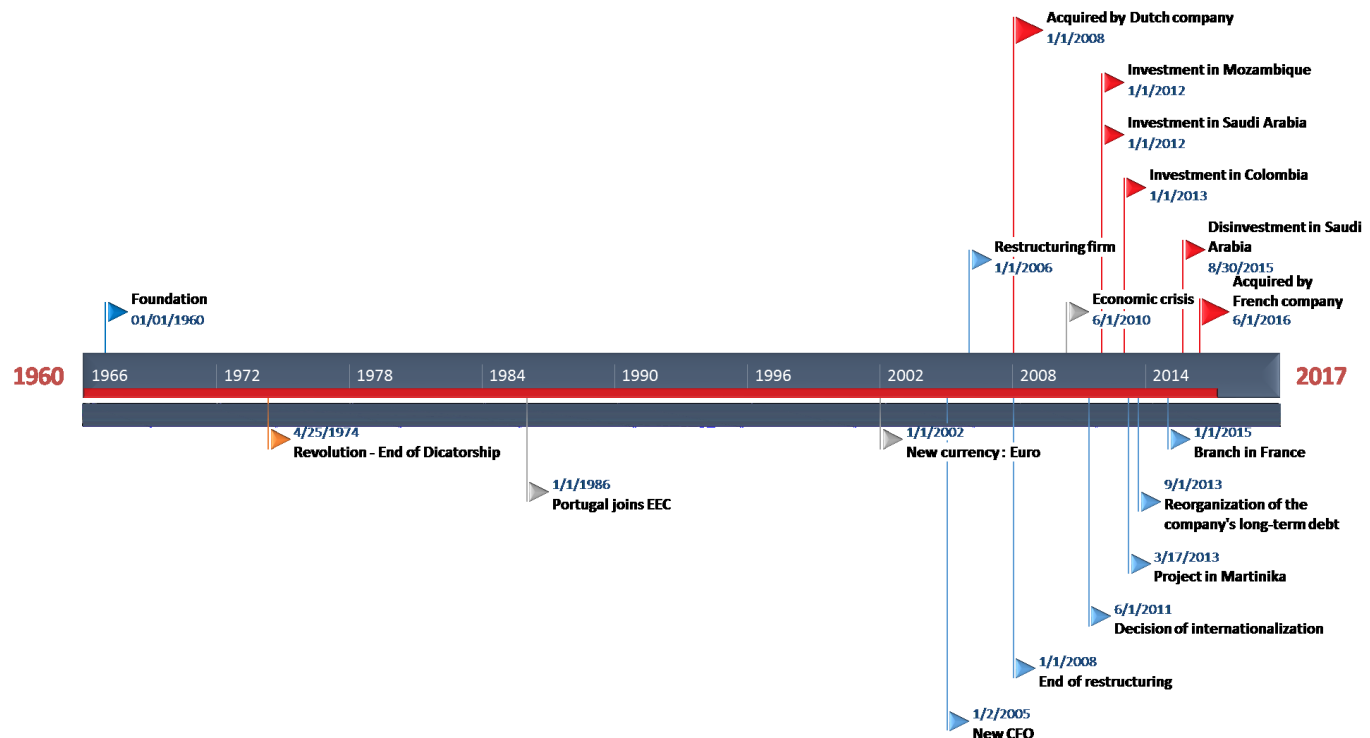 Acquired by Dutch company
1/1/2008
Investment in Mozambique
1/1/2012
Investment in Saudi Arabia
1/1/2012
Investment in Colombia
1/1/2013
Disinvestment in Saudi
Arabia
8/30/2015
Restructuring firm
1/1/2006
Foundation
01/01/1960
Economic crisis
6/1/2010
Acquired by
French company
6/1/2016
1960
1966
1972
1978
1984
1990
1996
2002
2008
2014
2017
4/25/1974
Revolution - End of Dicatorship
1/1/1986
Portugal joins EEC
1/1/2002
New currency : Euro
1/1/2015
Branch in France
9/1/2013
Reorganization of the
company's long-term debt
3/17/2013
Project in Martinika
6/1/2011
Decision of internationalization
1/1/2008
End of restructuring
1/2/2005
New